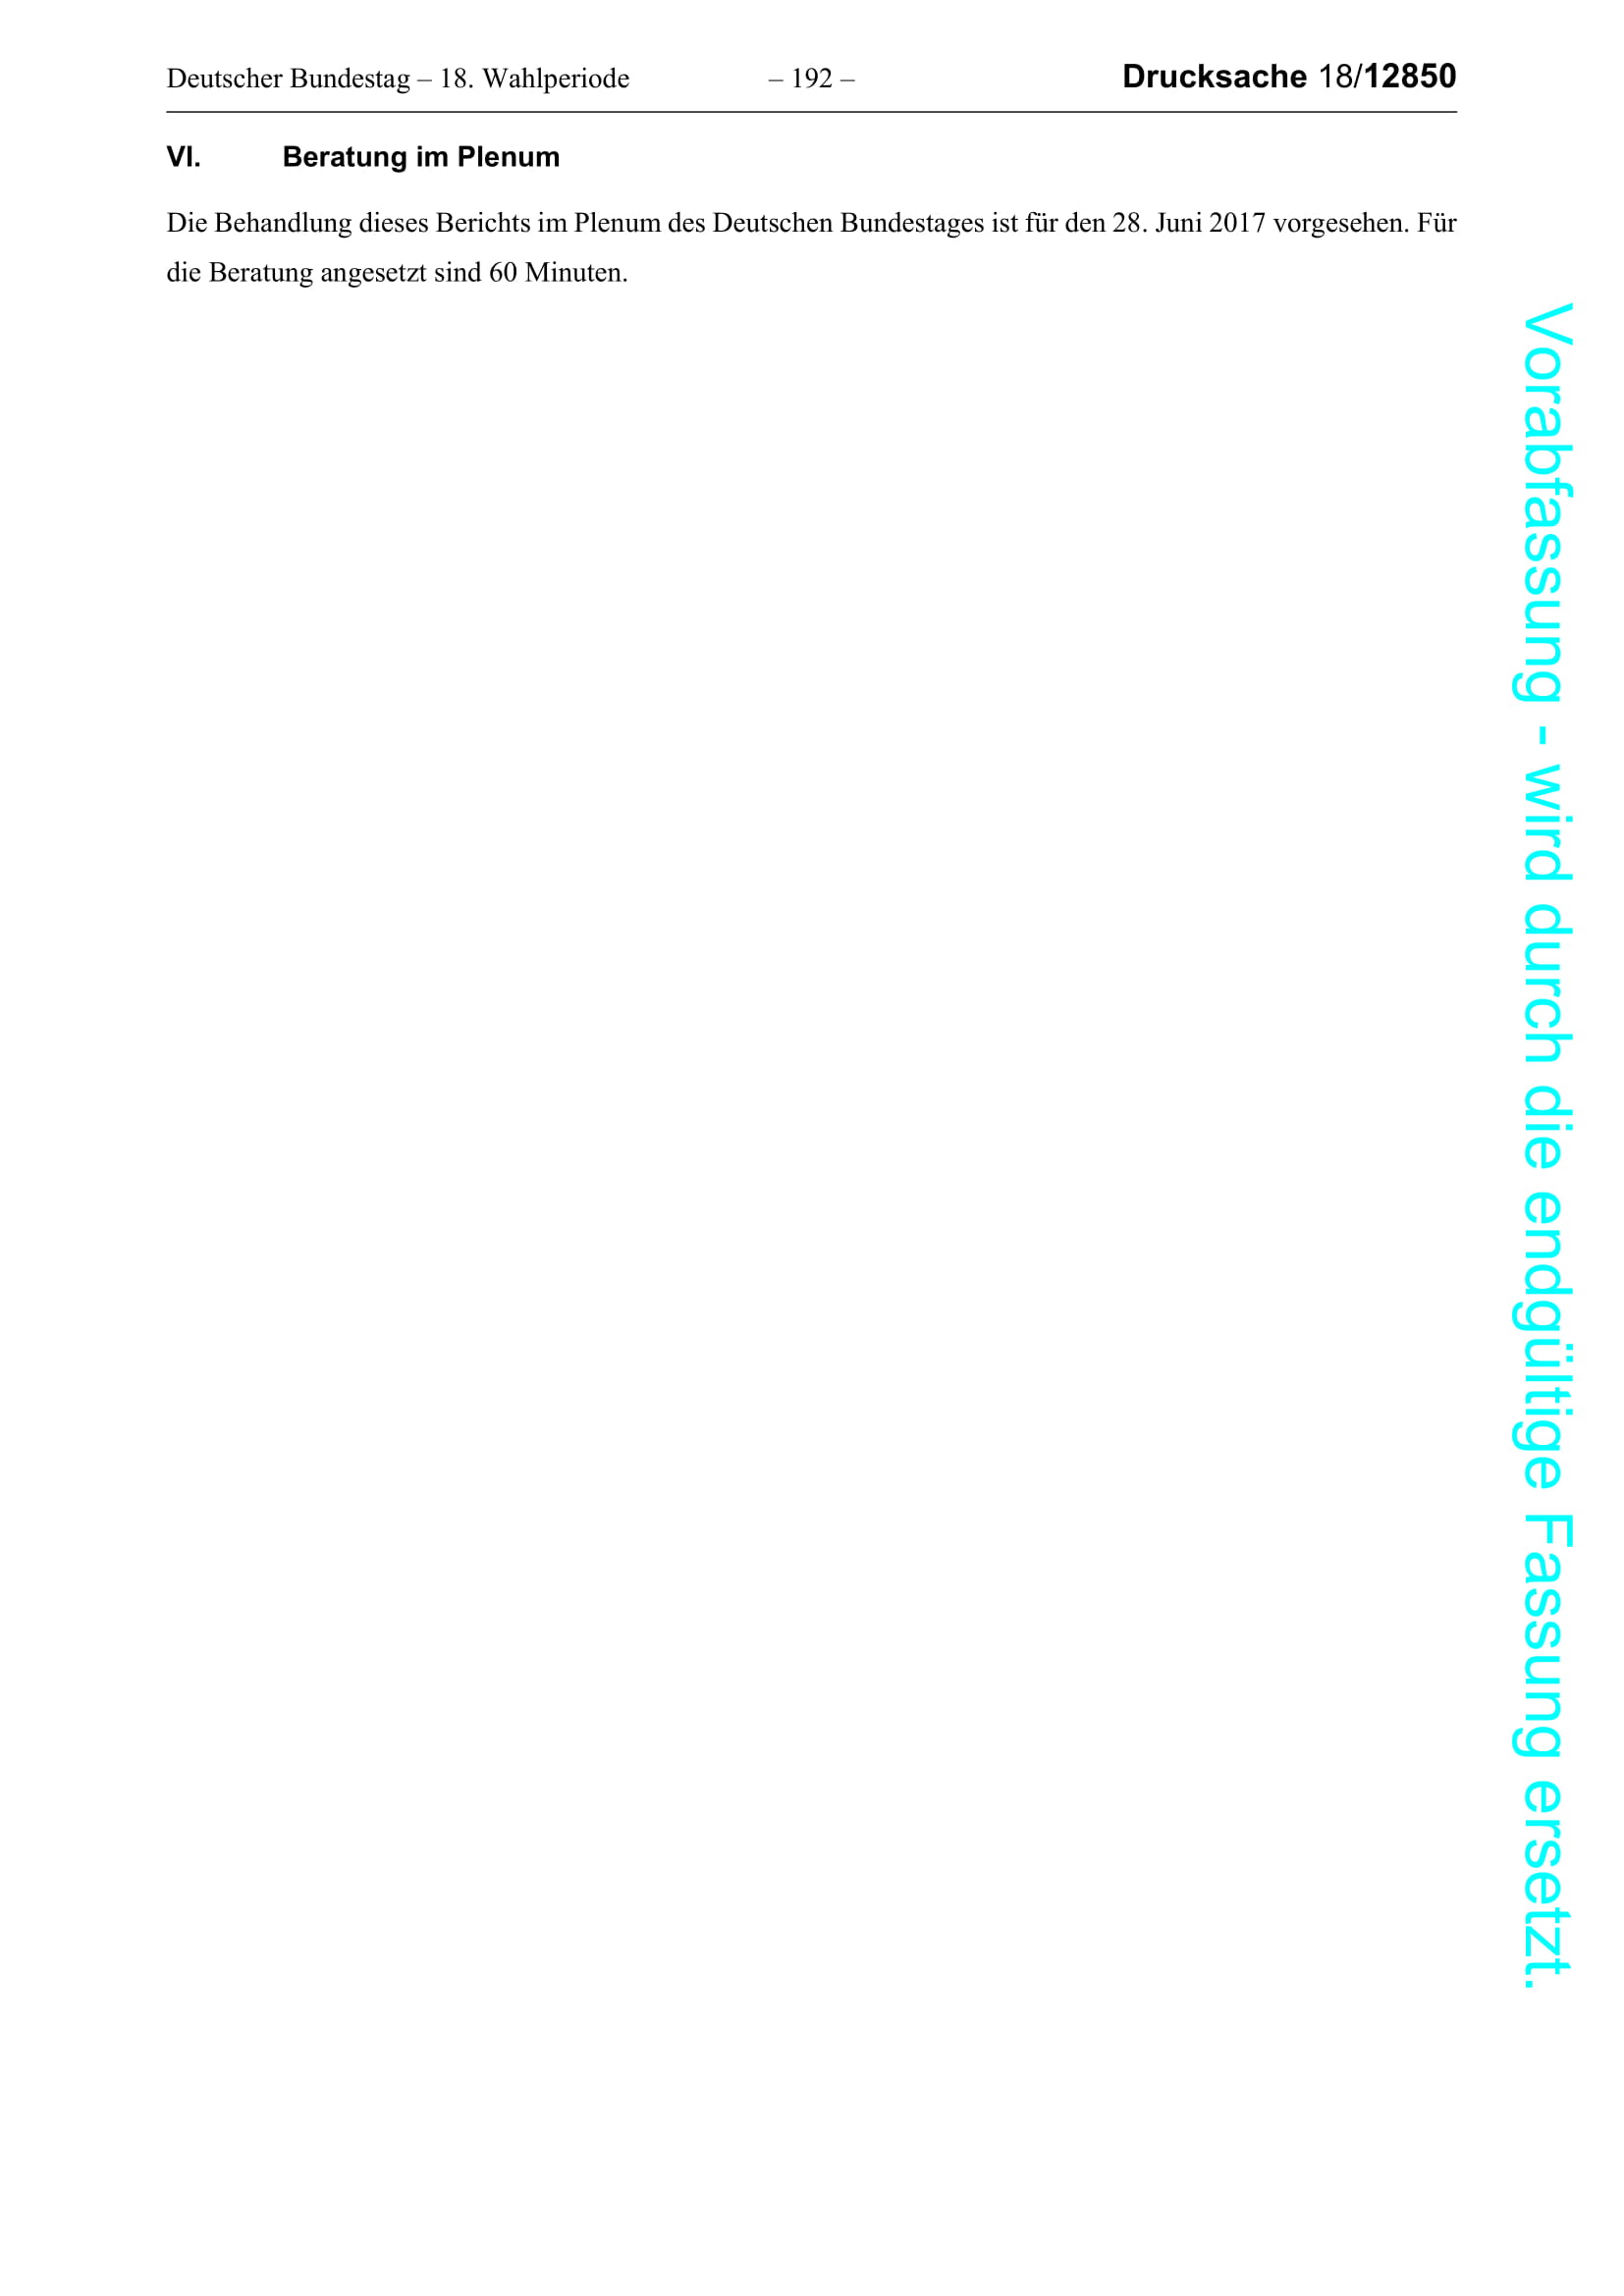 Deutscher Bundestag – 18. Wahlperiode – 192 – Drucksache 18/12850
VI. Beratung im Plenum
Die Behandlung dieses Berichts im Plenum des Deutschen Bundestages ist für den 28. Juni 2017 vorgesehen. Für
die Beratung angesetzt sind 60 Minuten.
Vorabfassung - wird durch die endgültige Fassung ersetzt.